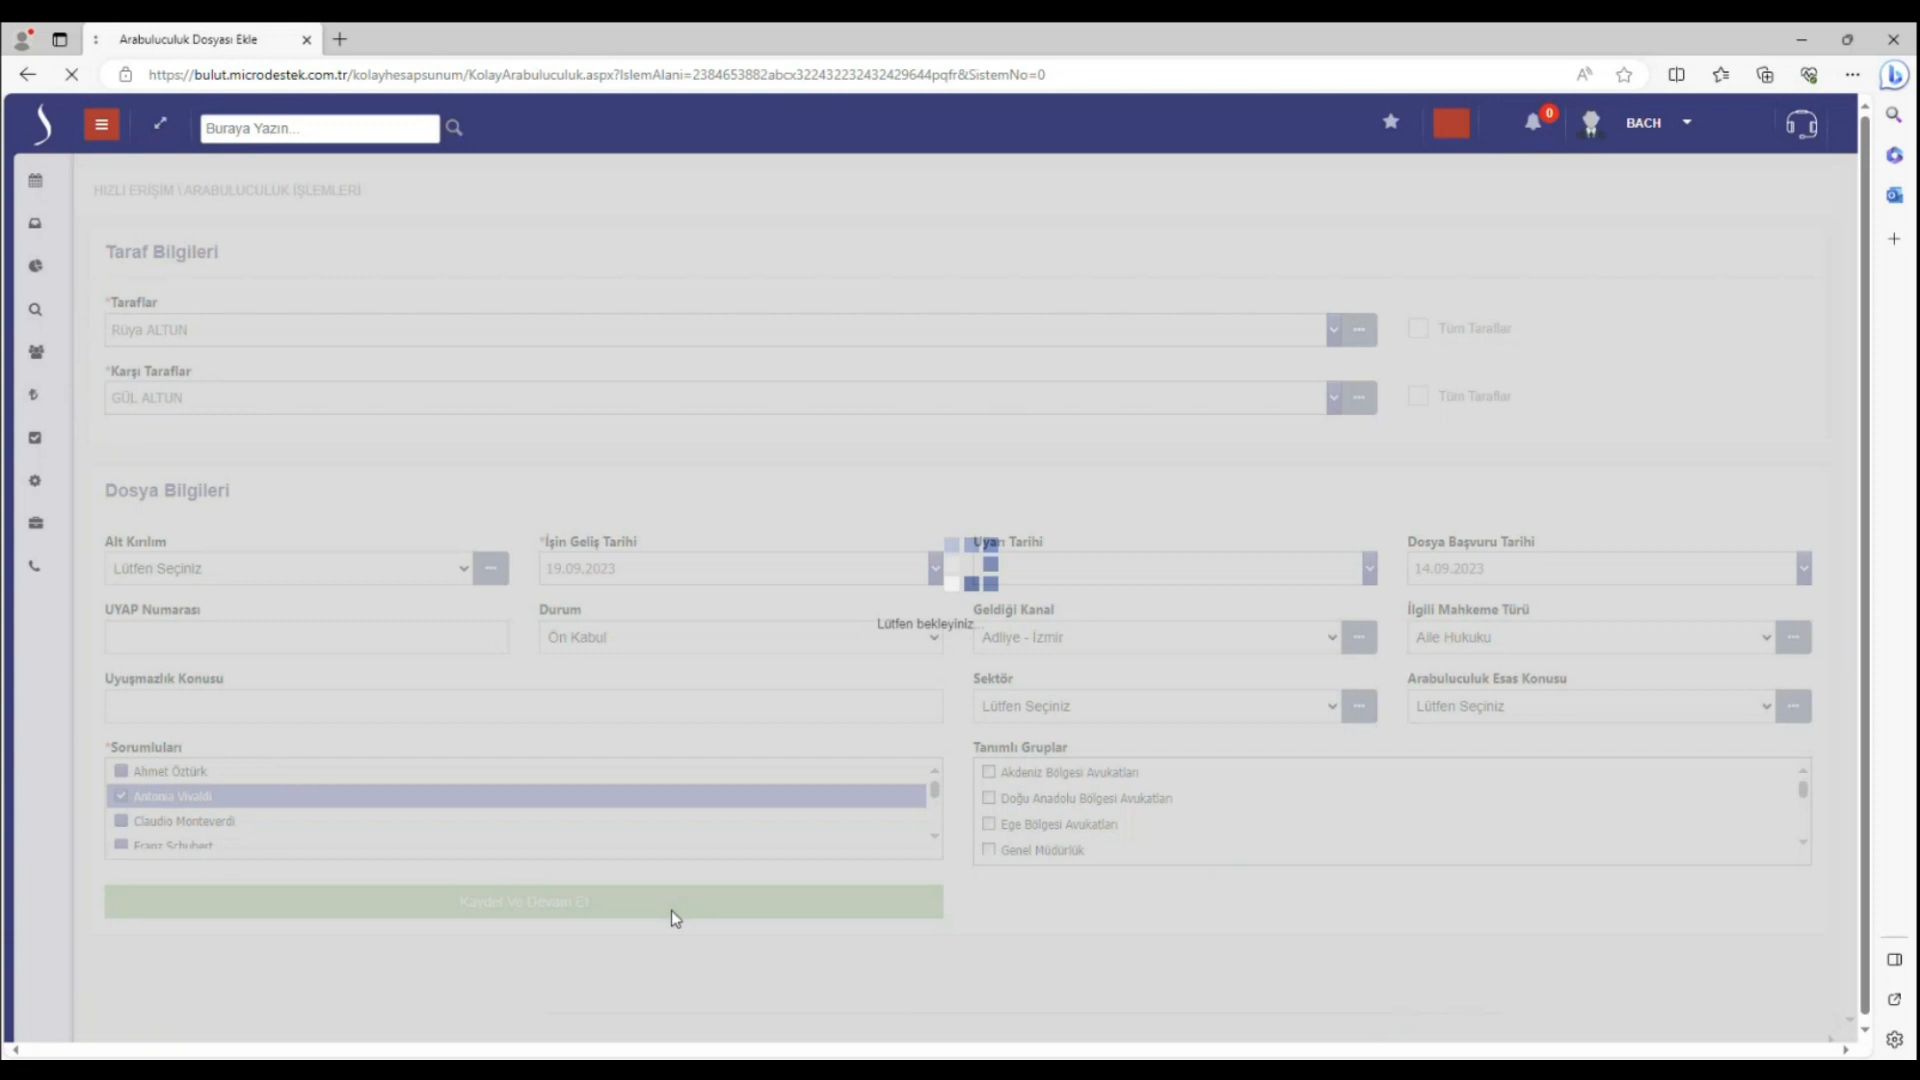 Arabuluculuk Dosyası Ekle
https://bulut.microdestek.com.tr/kolayhesapsunum/KolayArabuluculuk.aspx?IslemAlani=2384653882abcx322432232432429644pqfr&SistemNo=0
Buraya Yazın...
0
BACH
HIZLI ERİŞİM \ ARABULUCULUK İŞLEMLERİ
Taraf Bilgileri
*Taraflar
Rüya ALTUN
Tüm Taraflar
*Karşı Taraflar
GÜL ALTUN
Tüm Taraflar
Dosya Bilgileri
Alt Kırılım
*İşin Geliş Tarihi
Uyarı Tarihi
Dosya Başvuru Tarihi
Lütfen Seçiniz
19.09.2023
14.09.2023
UYAP Numarası
Durum
Geldiği Kanal
İlgili Mahkeme Türü
Lütfen bekleyiniz...
Ön Kabul
Adliye - İzmir
Aile Hukuku
Uyuşmazlık Konusu
Sektör
Arabuluculuk Esas Konusu
Lütfen Seçiniz
Lütfen Seçiniz
*Sorumluları
Tanımlı Gruplar
Ahmet Öztürk
Antonia Vivaldi
Claudio Monteverdi
Franz Schubert
Akdeniz Bölgesi Avukatları
Doğu Anadolu Bölgesi Avukatları
Ege Bölgesi Avukatları
Genel Müdürlük
Kaydet Ve Devam Et